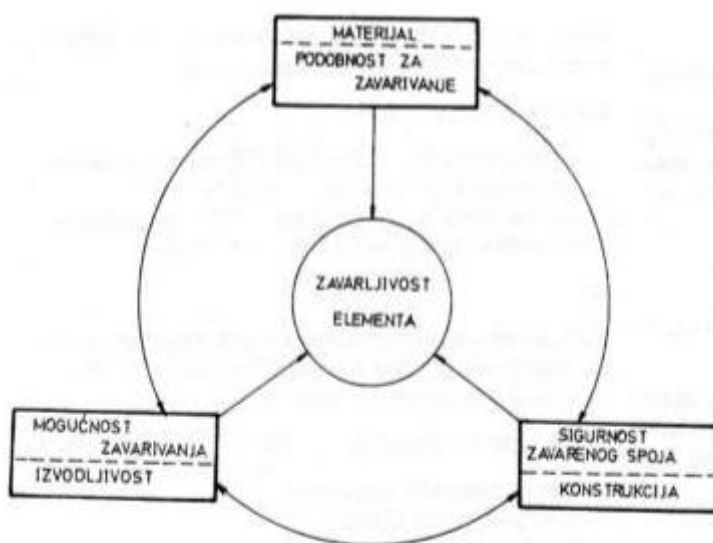 MATERIJAL
PODOBNOST ZA
ZAVARIVANJE
ZAVARLJIVOST
ELEMENTA
MOGUĆNOST
ZAVARIVANJA
IZVODLJIVOST
SIGURNOST
ZAVARENOG SPOJA
KONSTRUKCIJA